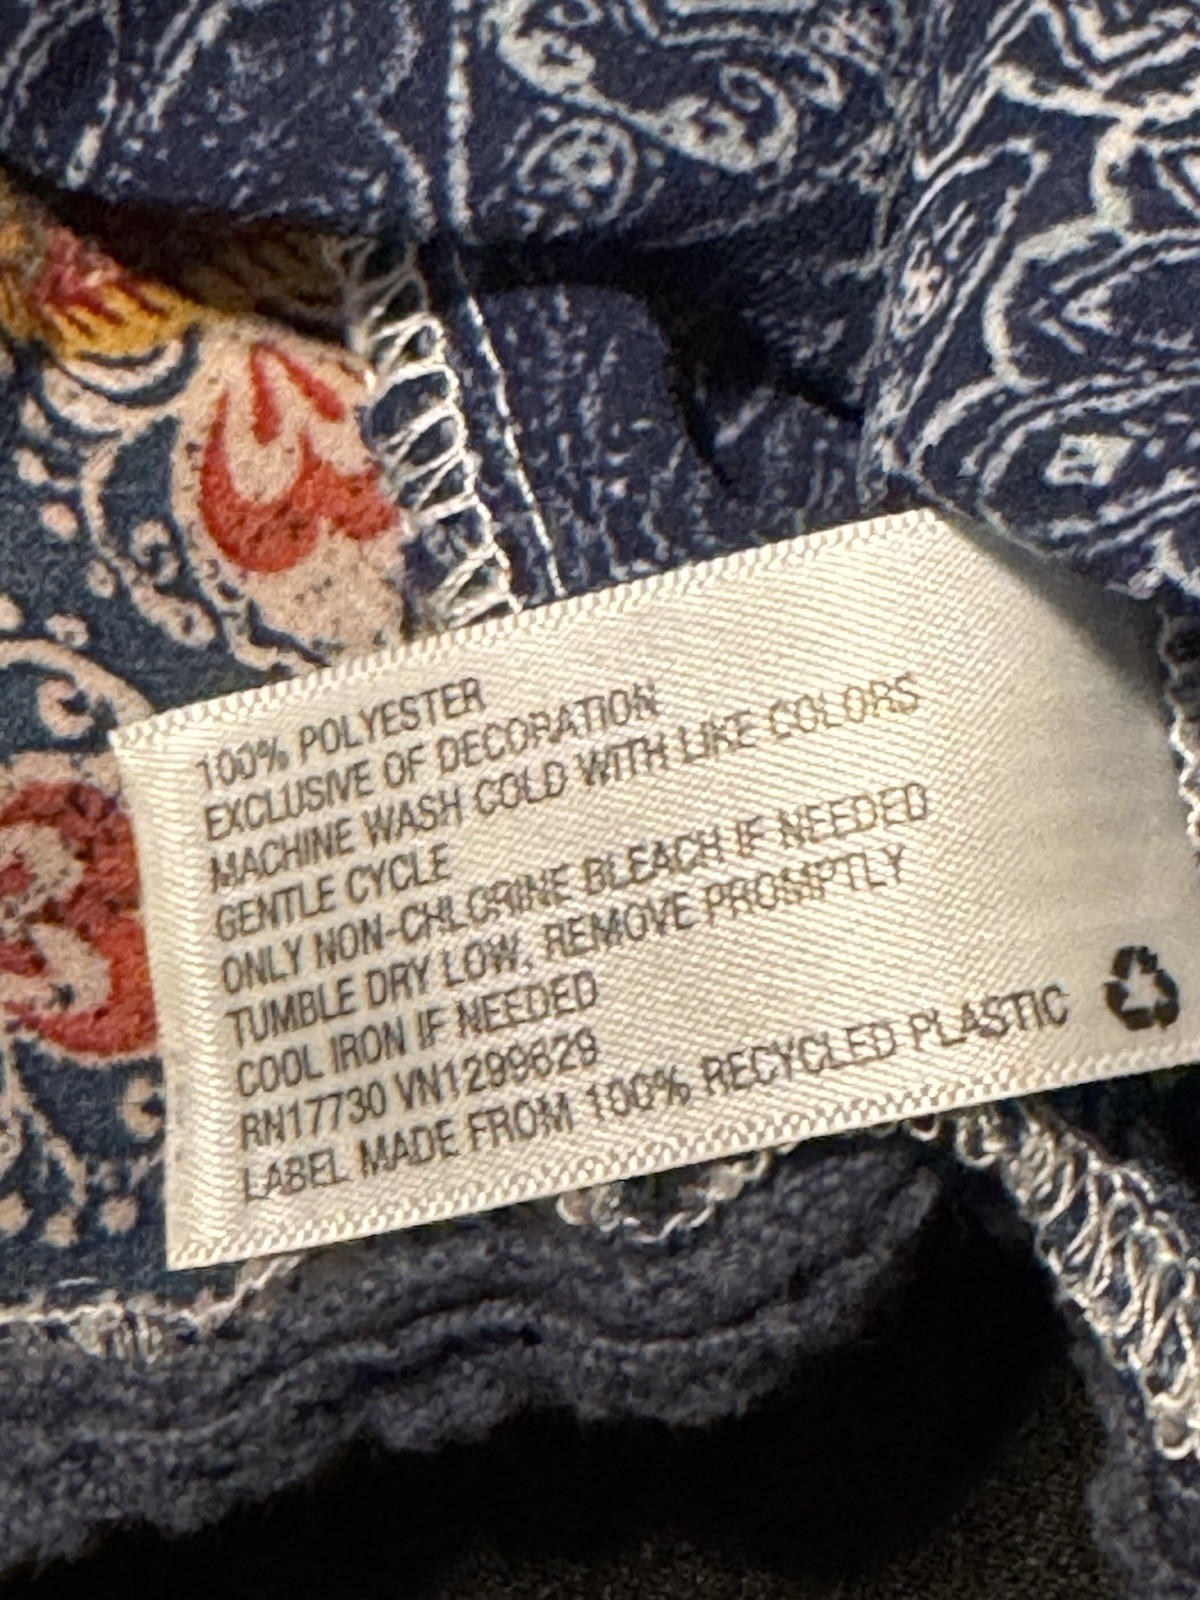 100% POLYESTER
EXCLUSIVE OF DECORATION
MACHINE WASH COLD WITH LIKE COLORS
GENTLE CYCLE
ONLY NON-CHLORINE BLEACH IF NEEDED
TUMBLE DRY LOW, REMOVE PROMPTLY
COOL IRON IF NEEDED
RN17730 VN1299629
LABEL MADE FROM 100% RECYCLED PLASTIC